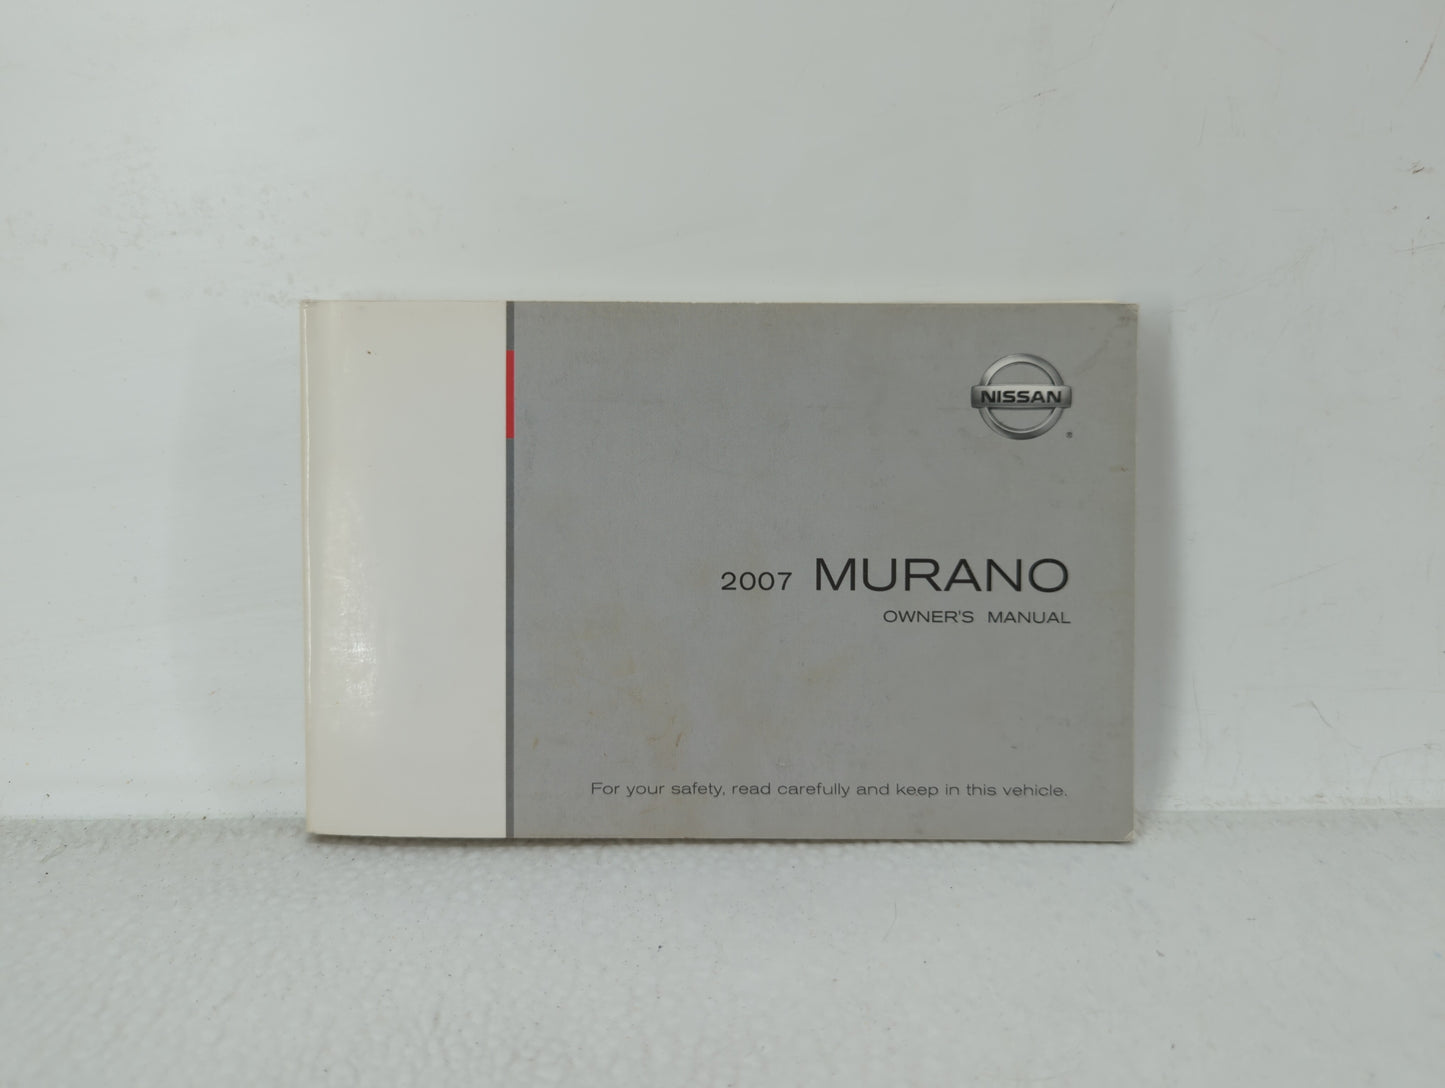 NISSAN
®
2007 MURANO
OWNER'S MANUAL
For your safety, read carefully and keep in this vehicle.